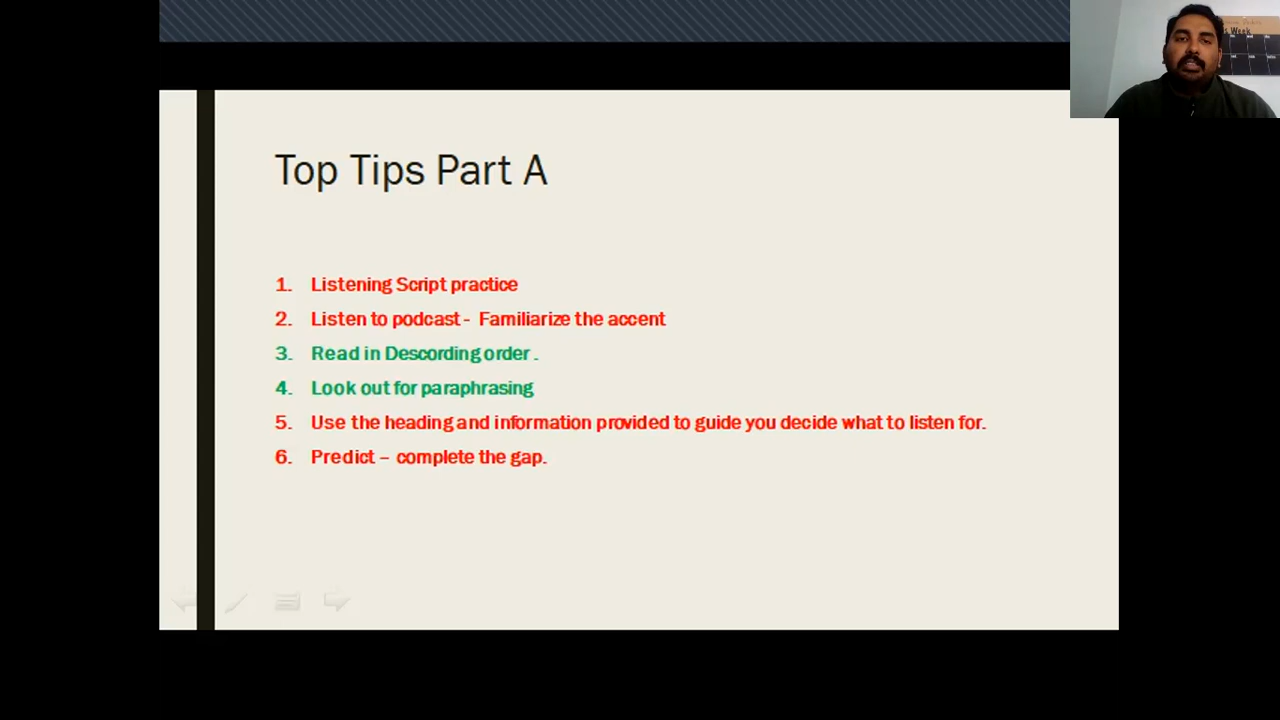 Top Tips Part A
1. Listening Script practice
2. Listen to podcast - Familiarize the accent
3. Read in Descording order .
4. Look out for paraphrasing
5. Use the heading and information provided to guide you decide what to listen for.
6. Predict – complete the gap.
Week